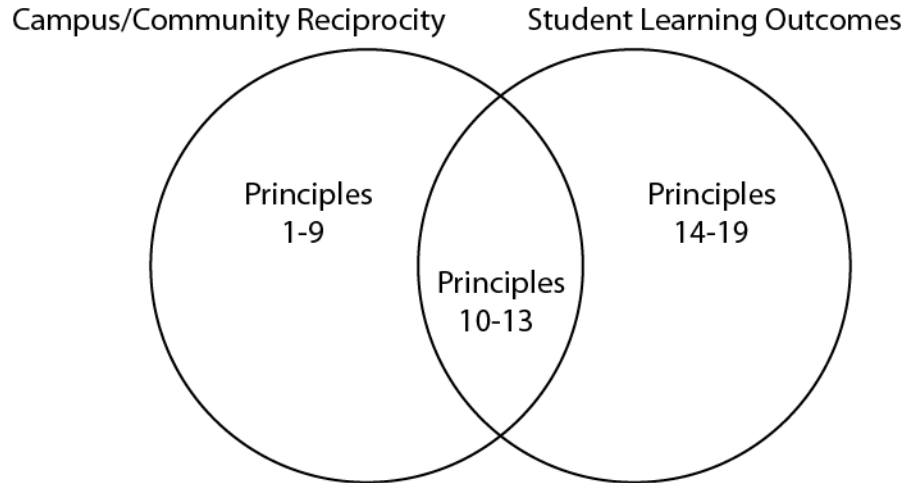 Campus/Community Reciprocity
Student Learning Outcomes
Principles
1-9
Principles
10-13
Principles
14-19